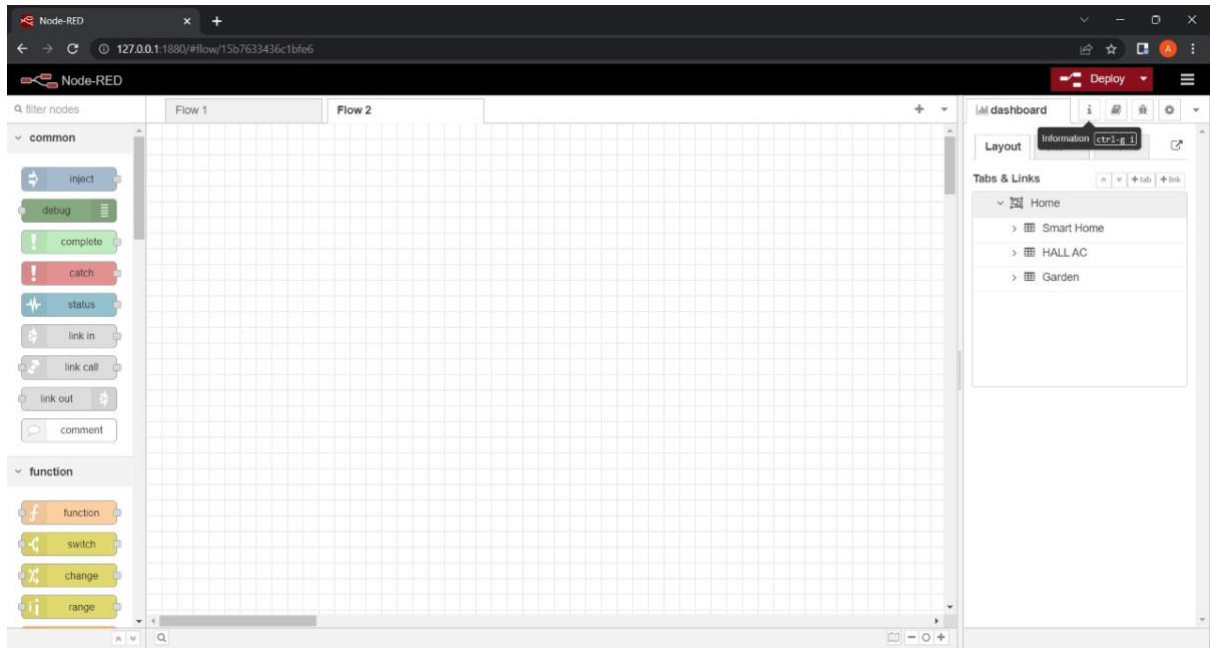 Node-RED
127.0.0.1:1880/#flow/15b7633436c1bfe6
A
Node-RED
Deploy
filter nodes
Flow 1
Flow 2
dashboard
i
Information ctrl-g i
common
Layout
Tabs & Links
+tab
+link
inject
Home
debug
Smart Home
complete
HALL AC
catch
Garden
status
link in
link call
link out
comment
function
function
switch
change
range